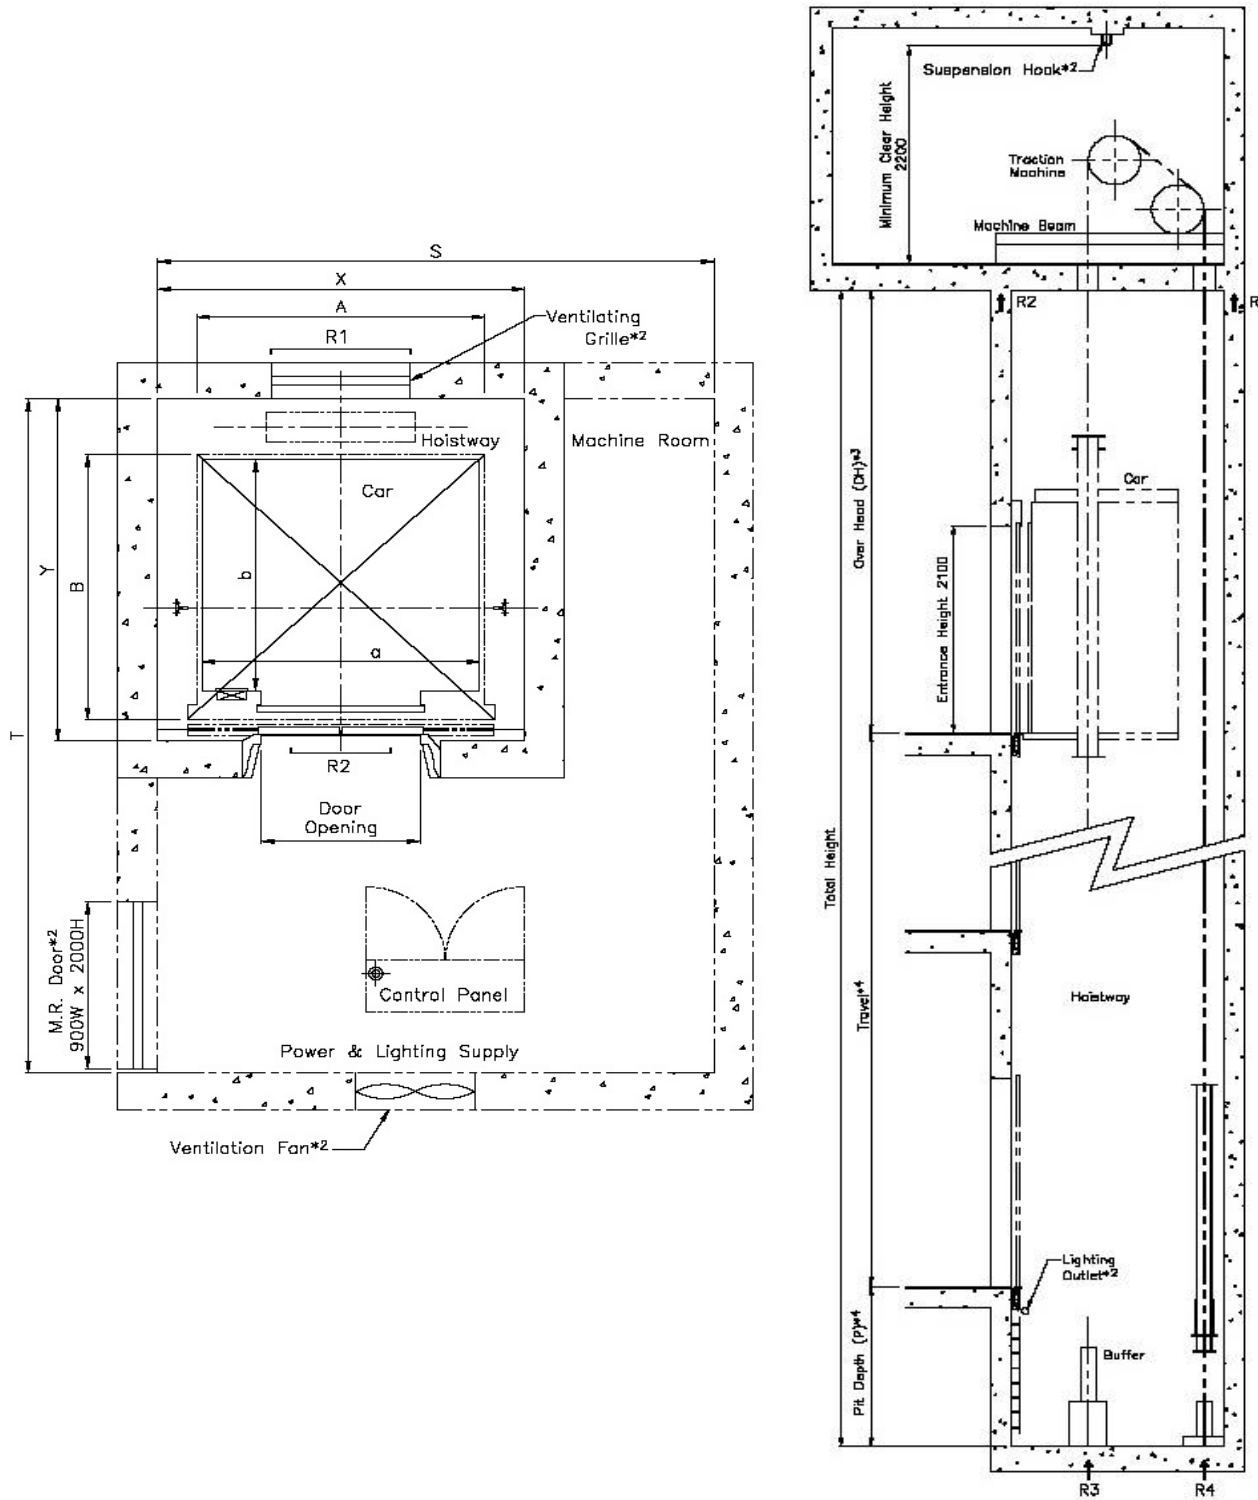 S
X
A
R1
Ventilating
Grille*2
Hoistway
Machine Room
Car
Y
B
b
a
T
R2
Door
Opening
M.R. Door*2
900W x 2000H
Control Panel
Power & Lighting Supply
Ventilation Fan*2
Suspension Hook*2
Minimum Clear Height
2200
Traction
Machine
Machine Beam
R2
R
Over Head (OH)*3
Car
Entrance Height 2100
Total Height
Travel*4
Hoistway
Lighting
Outlet*2
Pit Depth (P)*4
Buffer
R3
R4